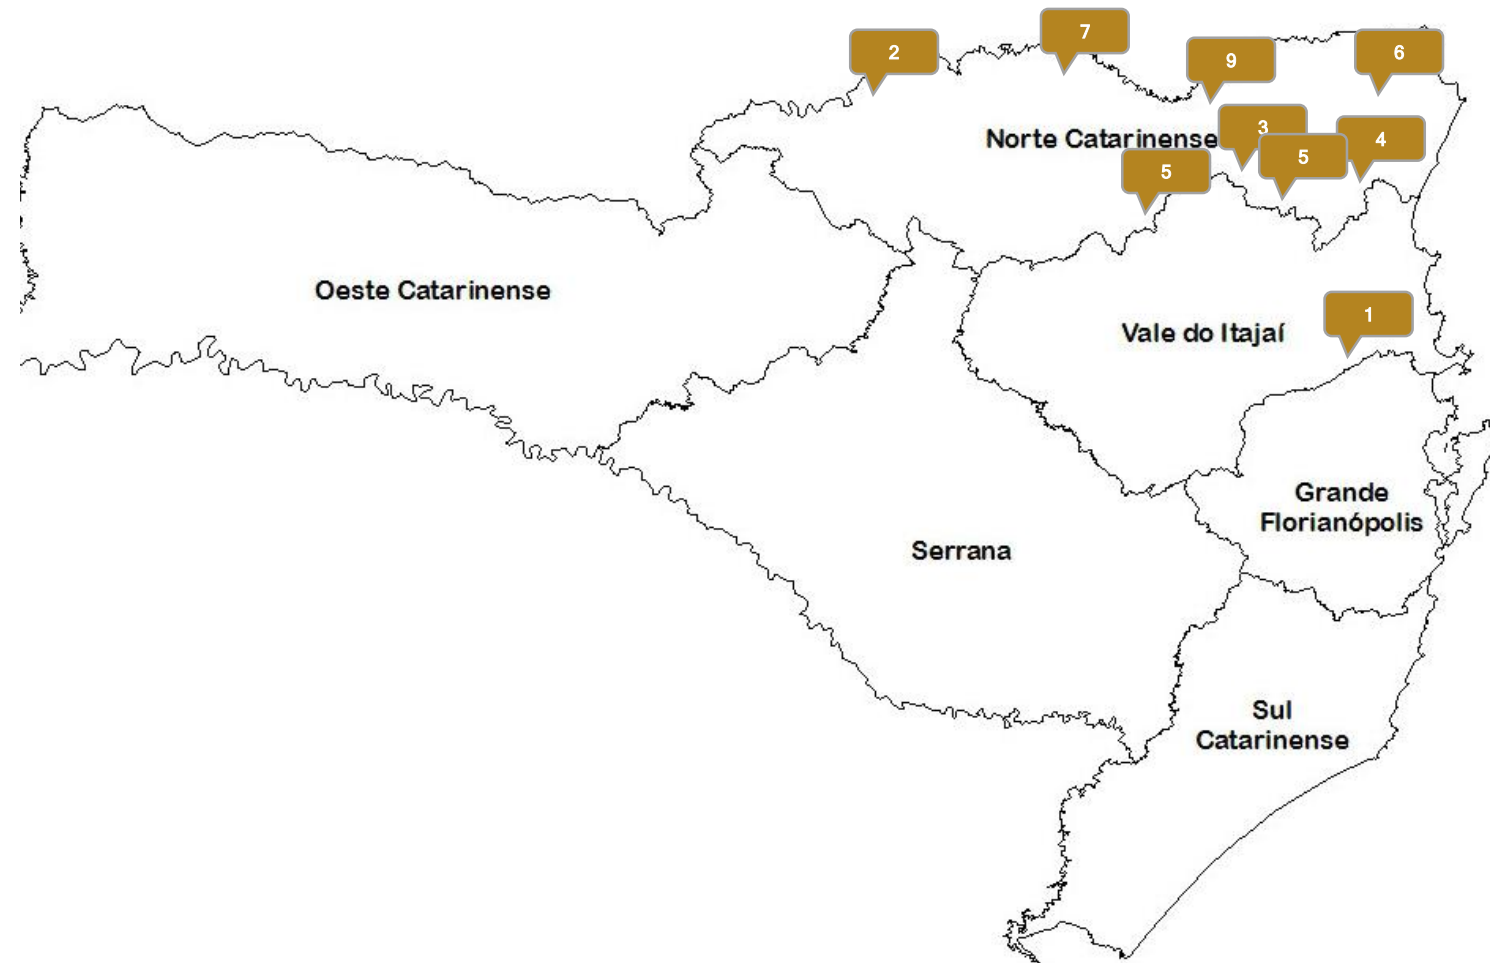 7
2
9
6
3
Norte Catarinense
4
5
5
Oeste Catarinense
1
Vale do Itajaí
Grande
Florianópolis
Serrana
Sul
Catarinense